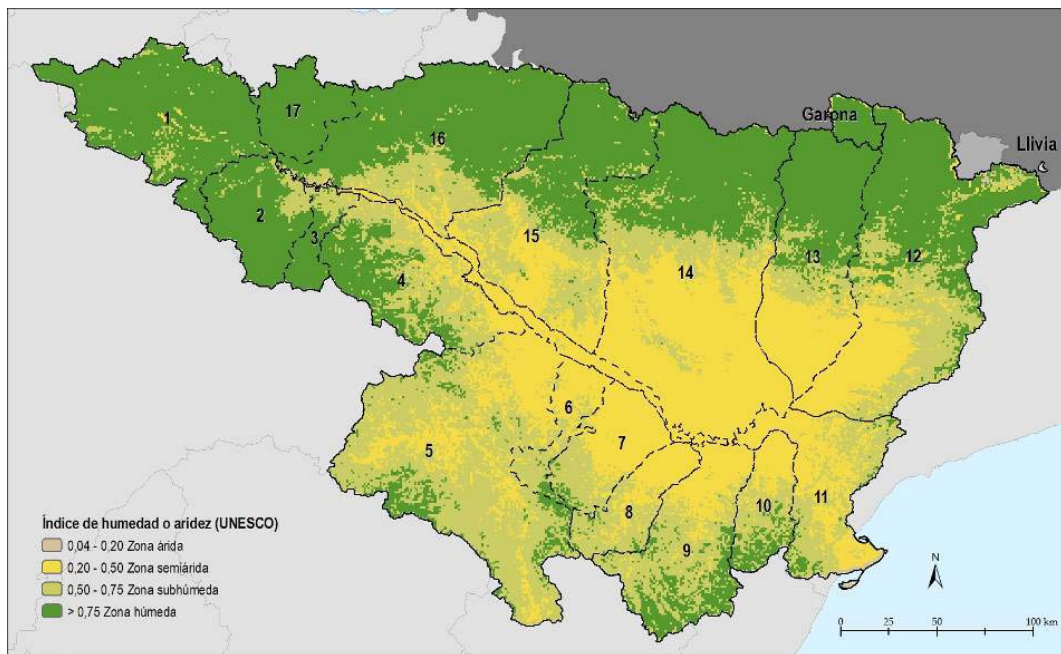 Garona
Llivia
17
1
16
2
3
15
4
14
13
12
6
5
7
8
9
10
11
Índice de humedad o aridez (UNESCO)
0,04 - 0,20 Zona árida
0,20 - 0,50 Zona semiárida
0,50 - 0,75 Zona subhúmeda
> 0,75 Zona húmeda
N
0 25 50 100 km